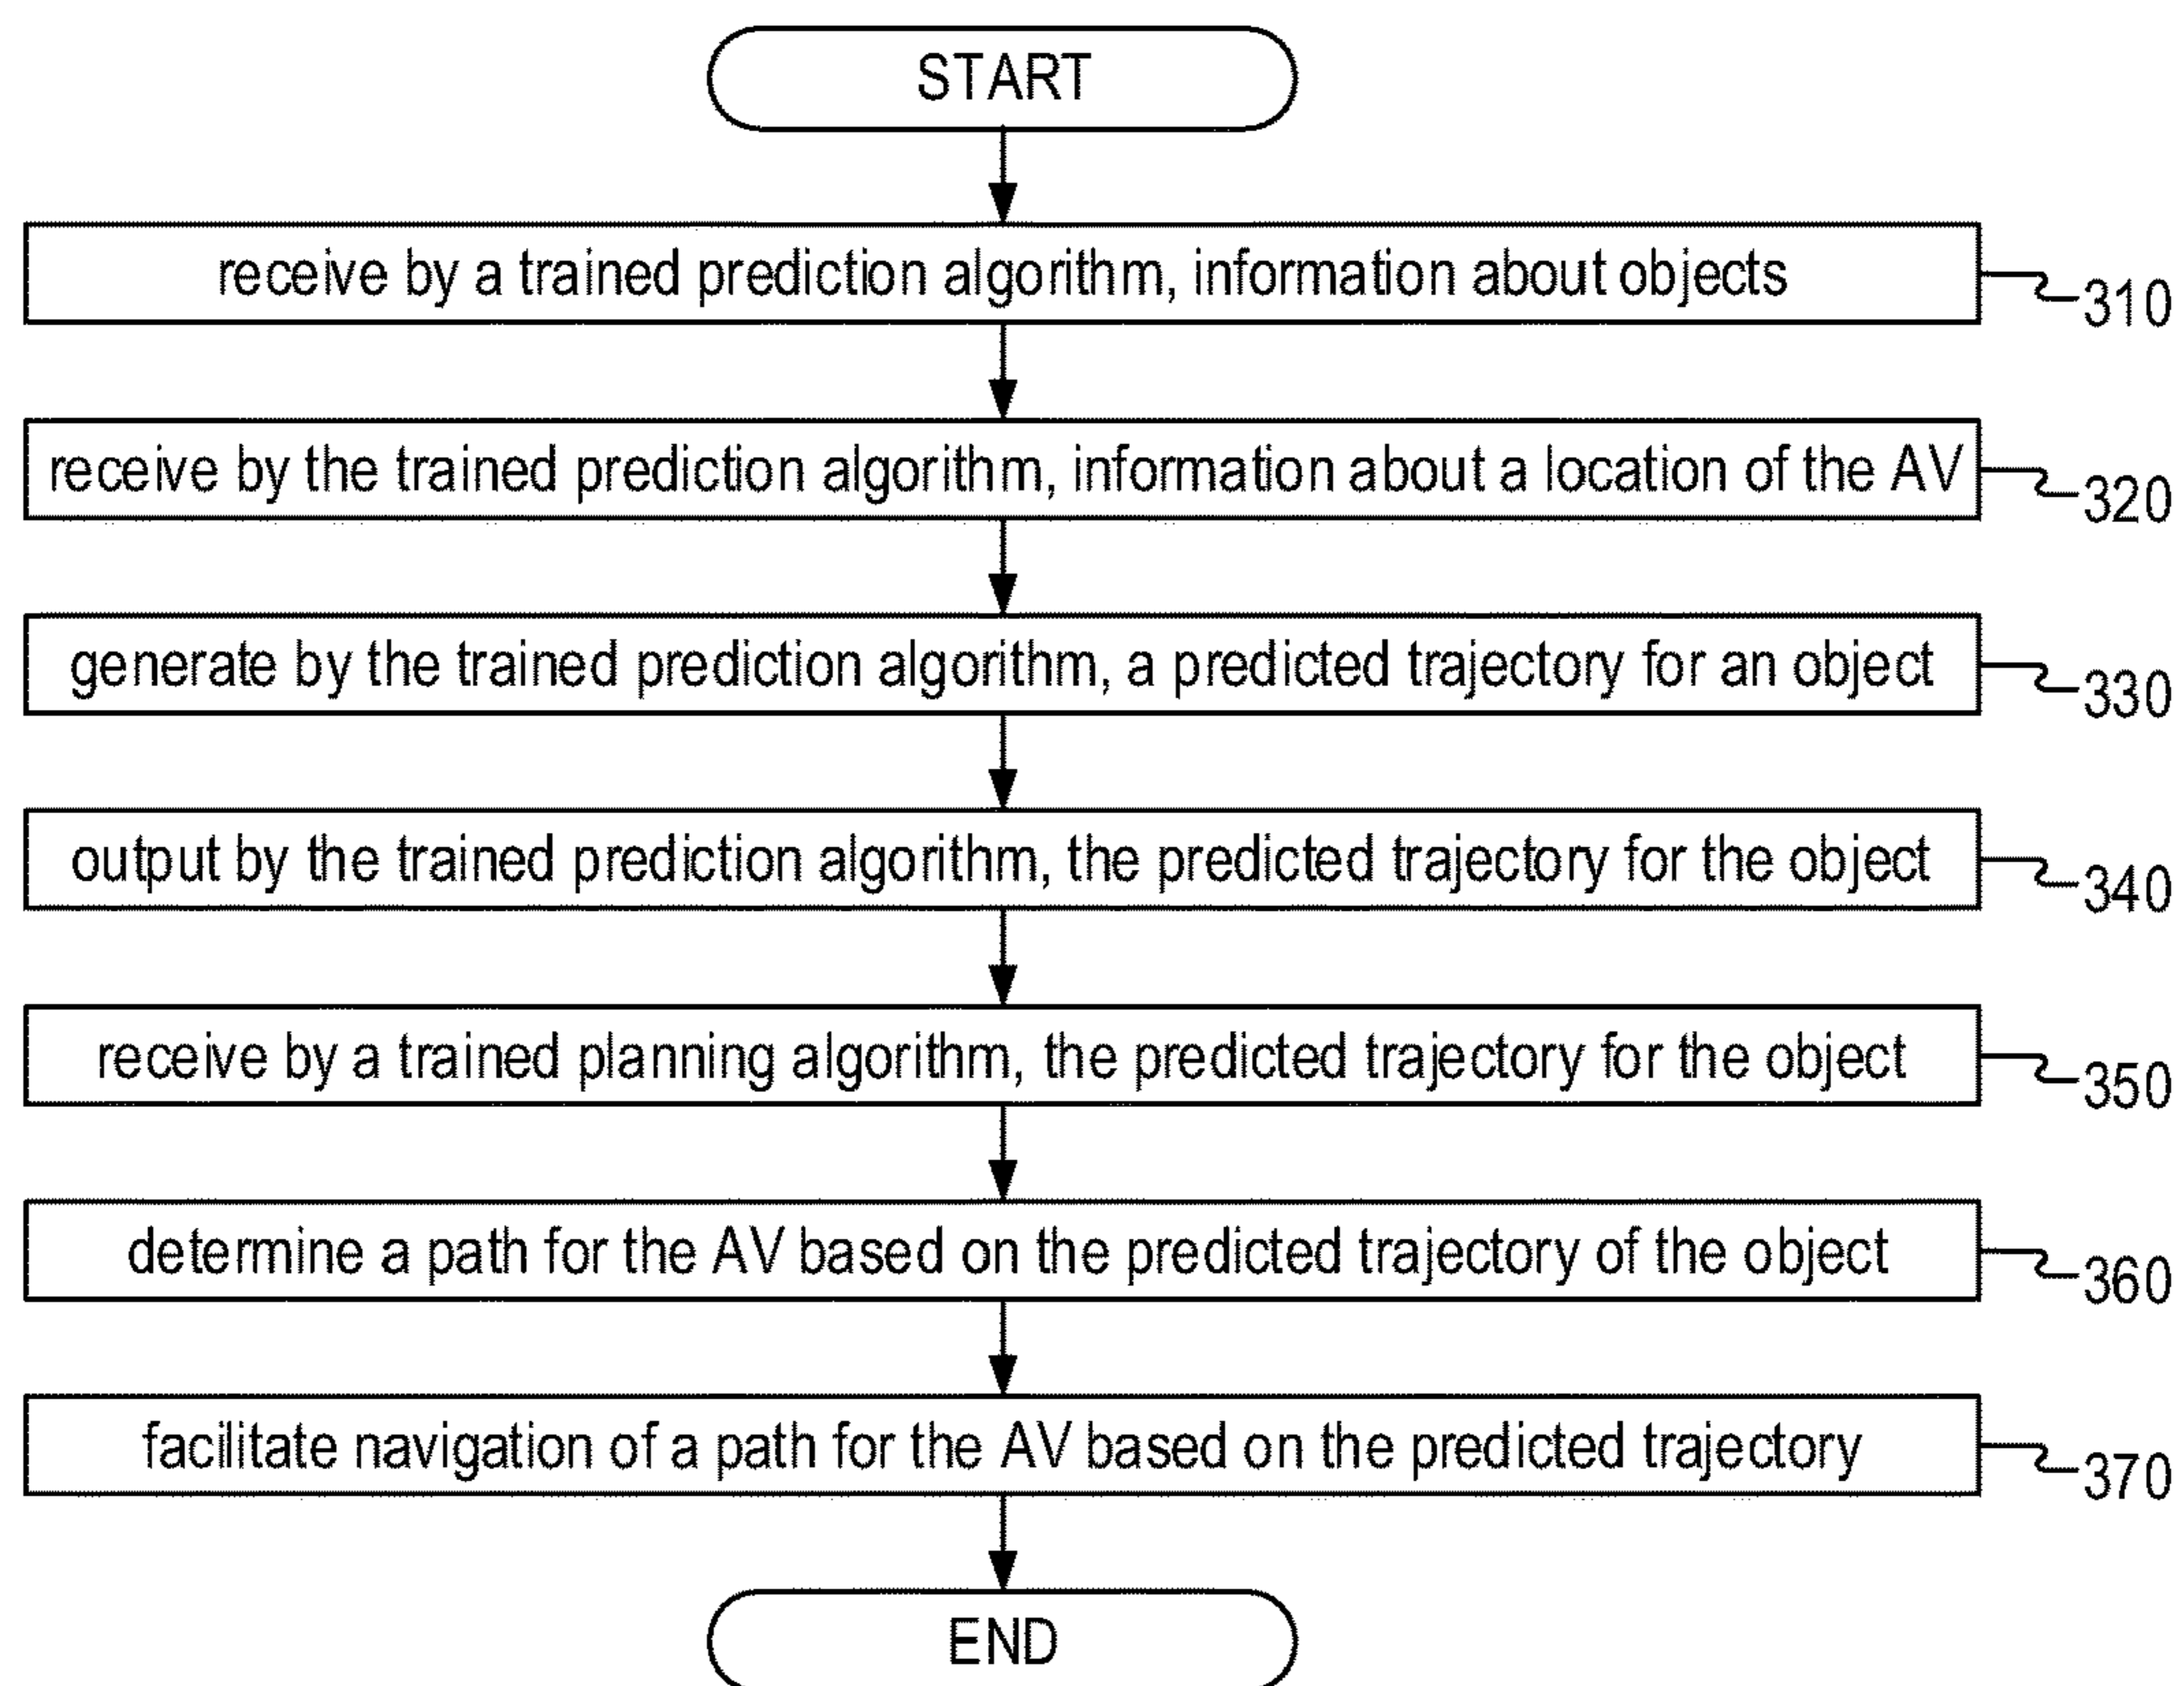 START
receive by a trained prediction algorithm, information about objects
310
receive by the trained prediction algorithm, information about a location of the AV
320
generate by the trained prediction algorithm, a predicted trajectory for an object
330
output by the trained prediction algorithm, the predicted trajectory for the object
340
receive by a trained planning algorithm, the predicted trajectory for the object
350
determine a path for the AV based on the predicted trajectory of the object
360
facilitate navigation of a path for the AV based on the predicted trajectory
370
END